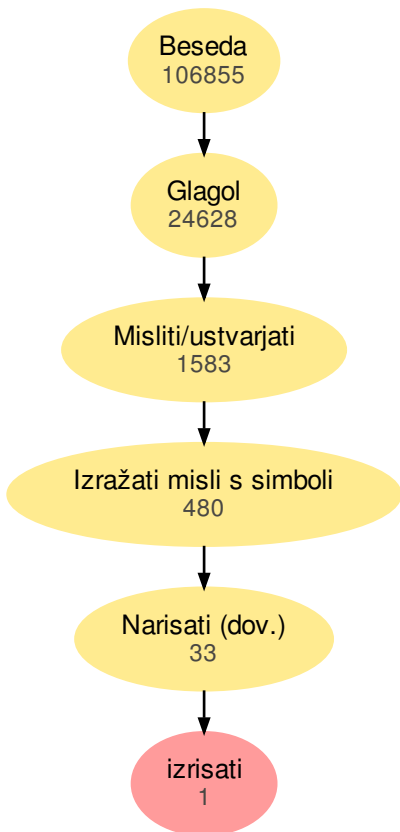 Beseda
106855
Glagol
24628
Misliti/ustvarjati
1583
Izražati misli s simboli
480
Narisati (dov.)
33
izrisati
1